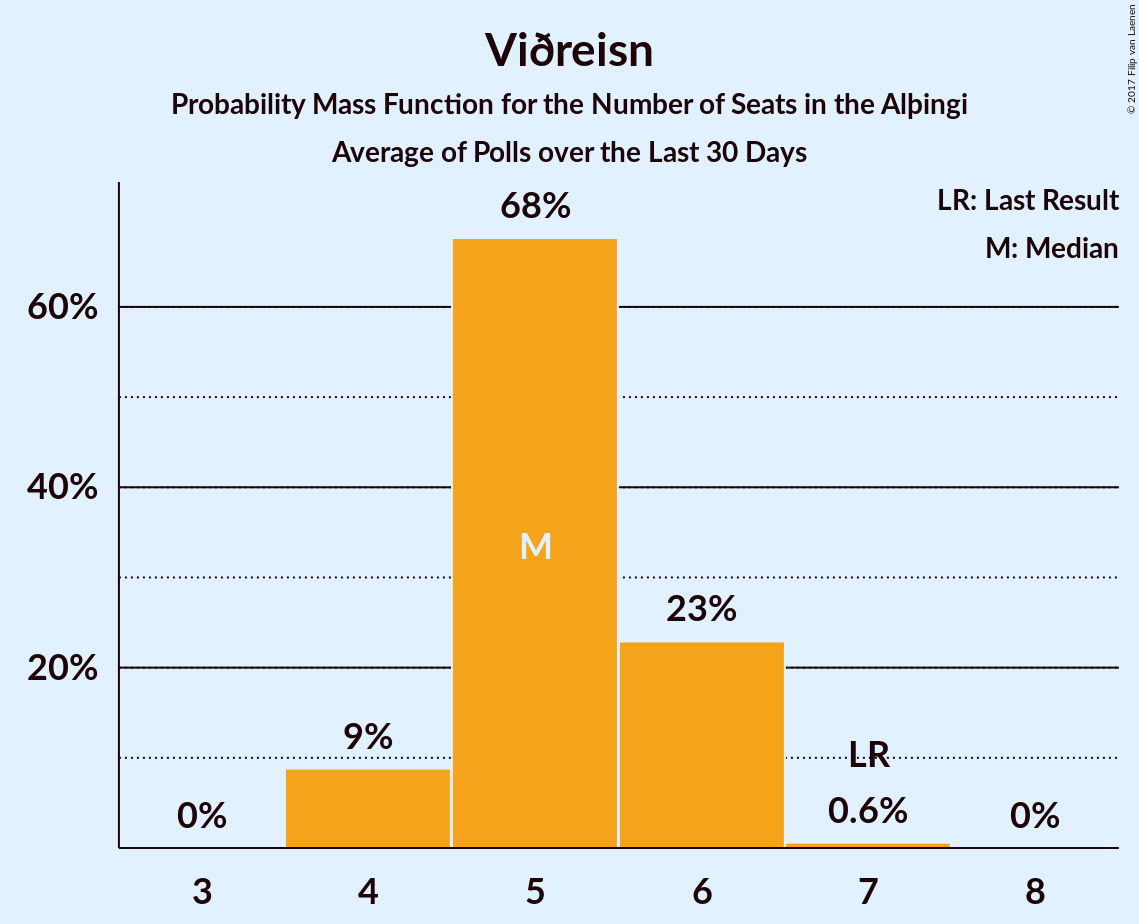 Viðreisn
Probability Mass Function for the Number of Seats in the Alþingi
Average of Polls over the Last 30 Days
© 2017 Filip van Laenen
LR: Last Result
M: Median
68%
60%
40%
M
23%
20%
9%
LR
0%
0.6%
0%
3 4 5 6 7 8